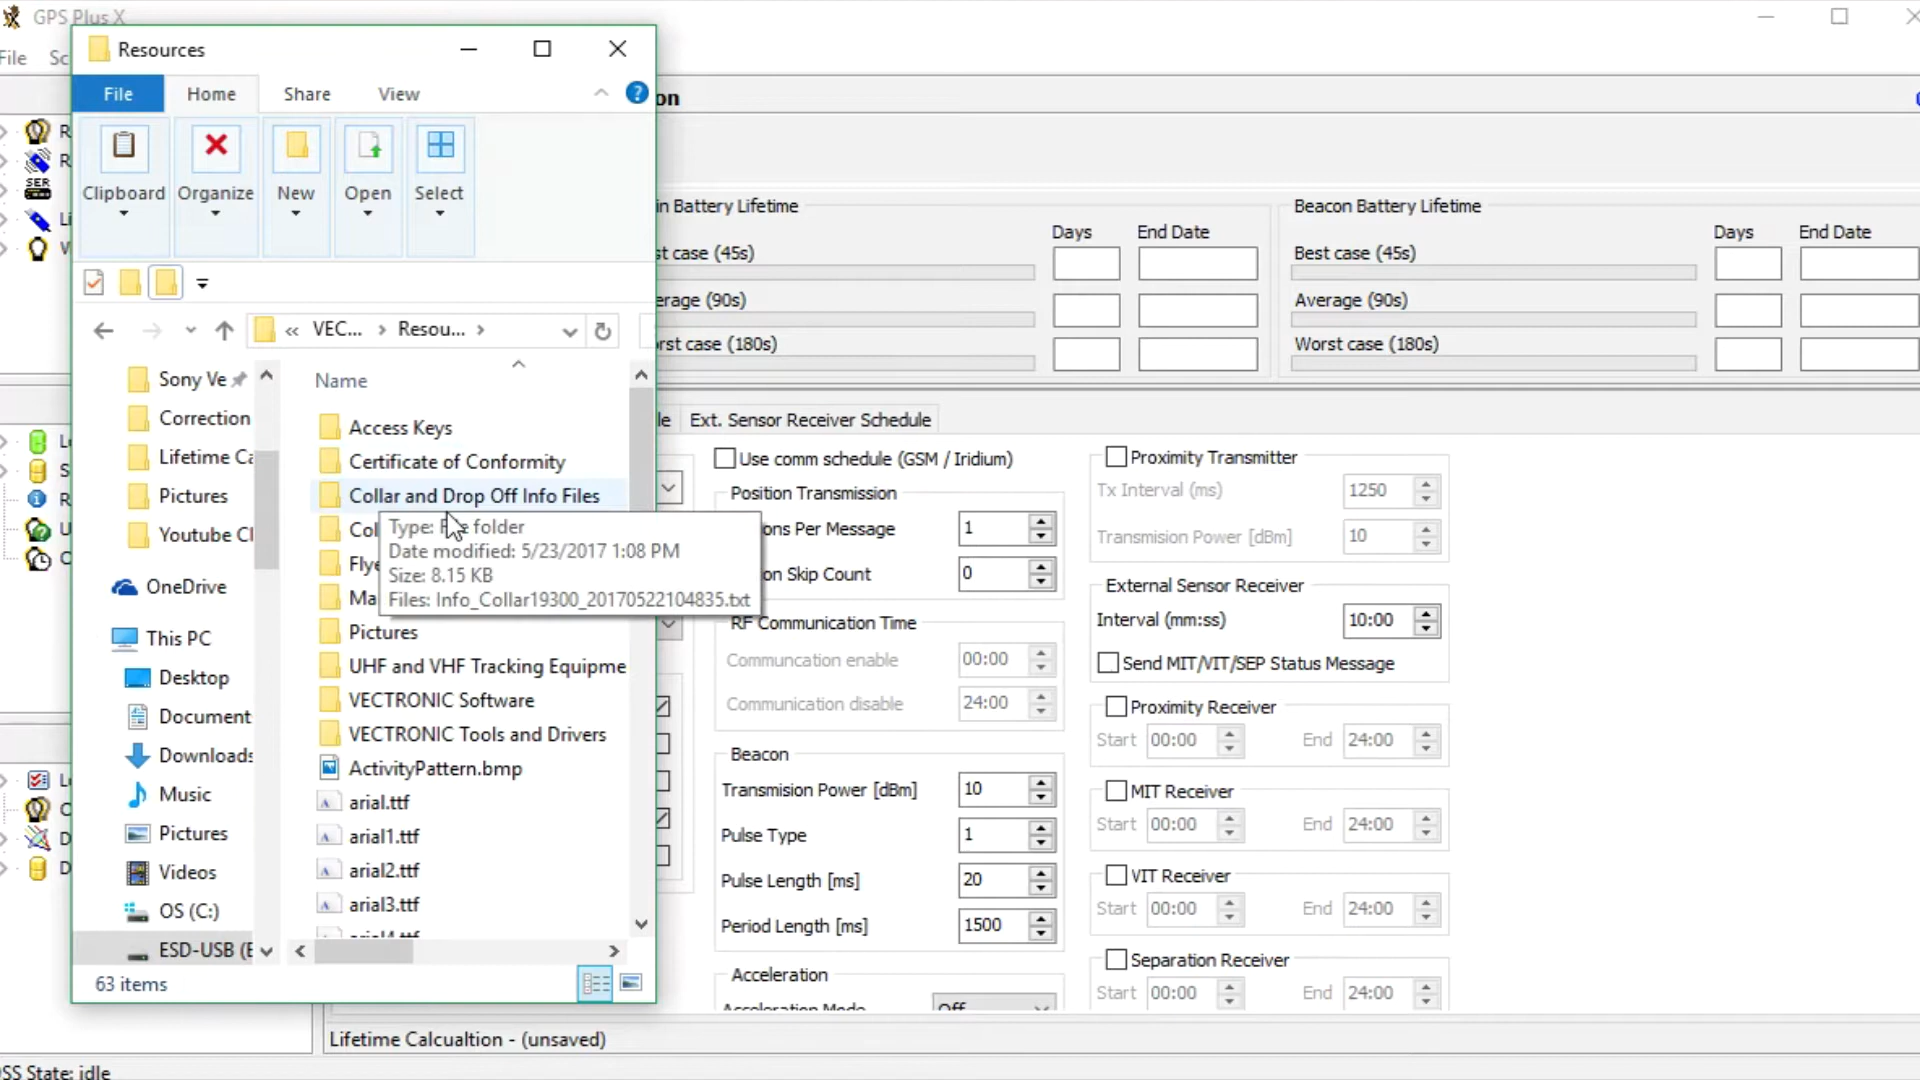 GPS Plus X
File
Sc
Resources
File
Home
Share
View
Clipboard
Organize
New
Open
Select
VEC...
Resou...
Sony Ve
Correction
Lifetime Ca
Pictures
Youtube Cl
OneDrive
This PC
Desktop
Document
Downloads
Music
Pictures
Videos
OS (C:)
ESD-USB (E
Name
Access Keys
Certificate of Conformity
Collar and Drop Off Info Files
Col
Flye
Ma
Pictures
UHF and VHF Tracking Equipme
VECTRONIC Software
VECTRONIC Tools and Drivers
ActivityPattern.bmp
arial.ttf
arial1.ttf
arial2.ttf
arial3.ttf
Type: File folder
Date modified: 5/23/2017 1:08 PM
Size: 8.15 KB
Files: Info_Collar19300_20170522104835.txt
63 items
on
in Battery Lifetime
Days
End Date
st case (45s)
erage (90s)
rst case (180s)
Beacon Battery Lifetime
Days
End Date
Best case (45s)
Average (90s)
Worst case (180s)
le
Ext. Sensor Receiver Schedule
Use comm schedule (GSM / Iridium)
Position Transmission
ons Per Message
1
on Skip Count
0
RF Communication Time
Communcation enable
00:00
Communication disable
24:00
Beacon
Transmision Power [dBm]
10
Pulse Type
1
Pulse Length [ms]
20
Period Length [ms]
1500
Acceleration
Acceleration Mode
Off
Proximity Transmitter
Tx Interval (ms)
1250
Transmision Power [dBm]
10
External Sensor Receiver
Interval (mm:ss)
10:00
Send MIT/VIT/SEP Status Message
Proximity Receiver
Start
00:00
End
24:00
MIT Receiver
Start
00:00
End
24:00
VIT Receiver
Start
00:00
End
24:00
Separation Receiver
Start
00:00
End
24:00
SER
Lifetime Calcualtion - (unsaved)
SS State: idle